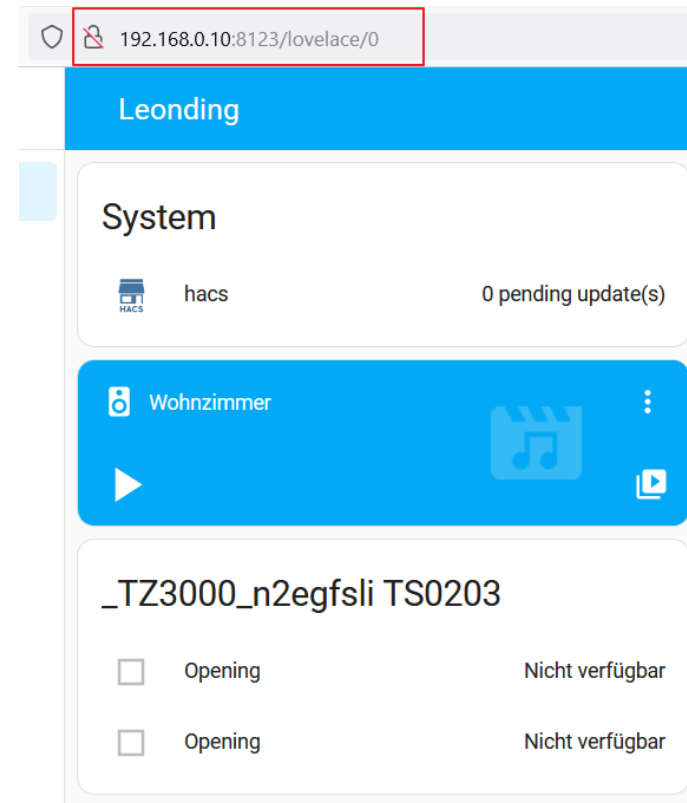 192.168.0.10:8123/lovelace/0
Leonding
System
HACS
hacs 0 pending update(s)
Wohnzimmer
_TZ3000_n2egfsli TS0203
Opening Nicht verfügbar
Opening Nicht verfügbar